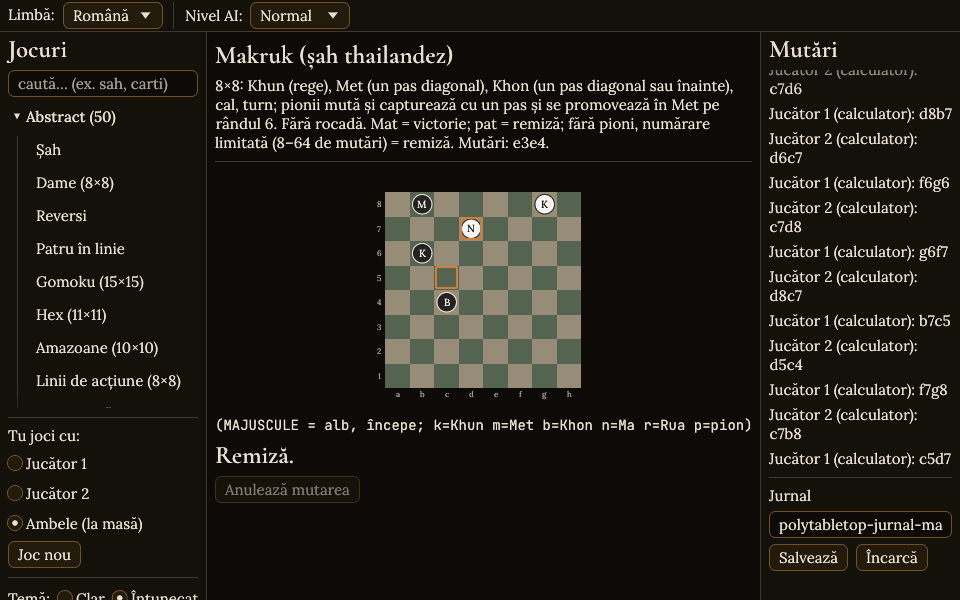 Limbă: Română Nivel AI: Normal
Jocuri
caută... (ex. sah, carti)
Abstract (50)
Șah
Dame (8×8)
Reversi
Patru în linie
Gomoku (15×15)
Hex (11×11)
Amazoane (10×10)
Linii de acțiune (8×8)
Tu joci cu:
Jucător 1
Jucător 2
Ambele (la masă)
Joc nou
Temă: Clar Întunecat
Makruk (șah thailandez)
8×8: Khun (rege), Met (un pas diagonal), Khon (un pas diagonal sau înainte),
cal, turn; pionii mută și capturează cu un pas și se promovează în Met pe
rândul 6. Fără rocadă. Mat = victorie; pat = remiză; fără pioni, numărare
limitată (8–64 de mutări) = remiză. Mutări: e3e4.
8 M K
7 N
6 K
5
4 B
3
2
1
a b c d e f g h
(MAJUSCULE = alb, începe; k=Khun m=Met b=Khon n=Ma r=Rua p=pion)
Remiză.
Anulează mutarea
Mutări
Jucător 2 (calculator):
c7d6
Jucător 1 (calculator): d8b7
Jucător 2 (calculator):
d6c7
Jucător 1 (calculator): f6g6
Jucător 2 (calculator):
c7d8
Jucător 1 (calculator): g6f7
Jucător 2 (calculator):
d8c7
Jucător 1 (calculator): b7c5
Jucător 2 (calculator):
d5c4
Jucător 1 (calculator): f7g8
Jucător 2 (calculator):
c7b8
Jucător 1 (calculator): c5d7
Jurnal
polytabletop-jurnal-ma
Salvează Încarcă